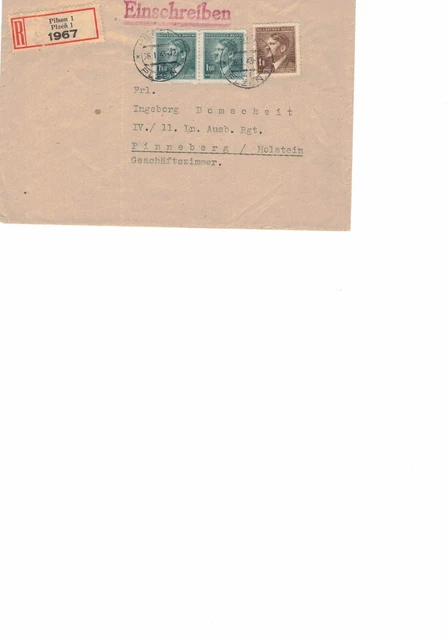 Einschreiben
R
Pilsen 1
Plzeň 1
1967
Frl.
Ingeborg Domscheit
IV./ 11. Ln. Ausb. Rgt.
Pinneberg / Holstein
Geschäftszimmer.